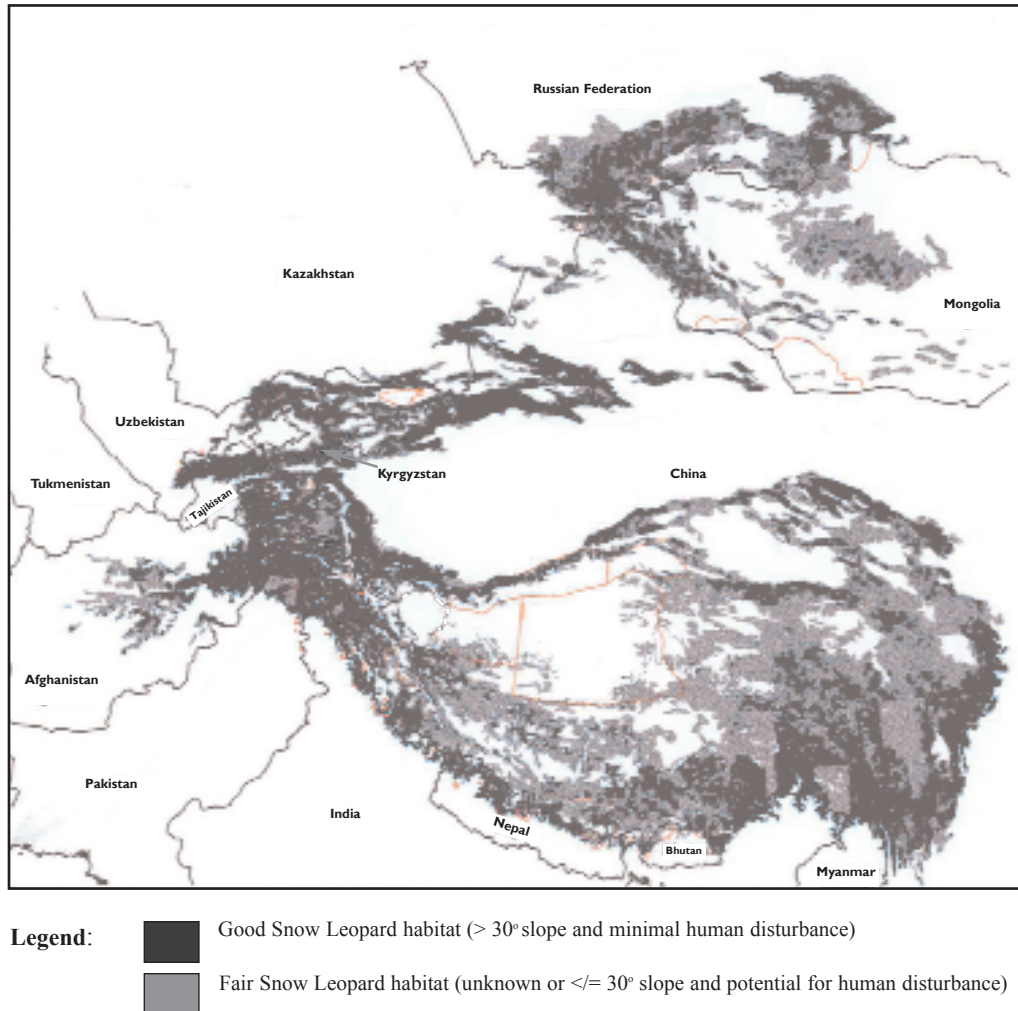 Russian Federation
Kazakhstan
Mongolia
Uzbekistan
Kyrgyzstan
China
Tukmenistan
Tajikistan
Afghanistan
Pakistan
India
Nepal
Bhutan
Myanmar
Legend:
Good Snow Leopard habitat (> 30° slope and minimal human disturbance)
Fair Snow Leopard habitat (unknown or </= 30° slope and potential for human disturbance)